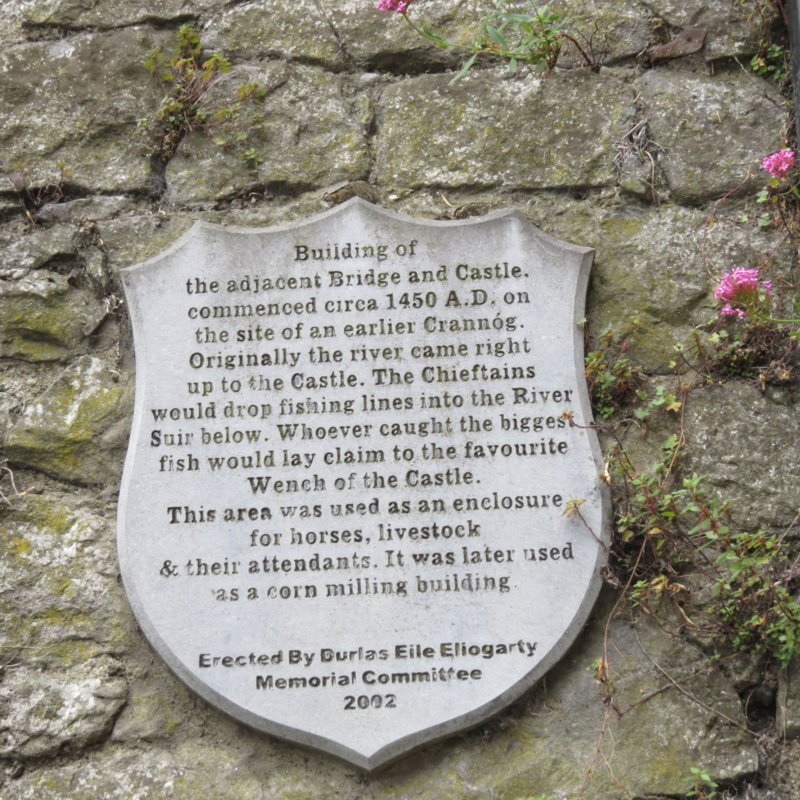 Building of
the adjacent Bridge and Castle.
commenced circa 1450 A.D. on
the site of an earlier Crannóg.
Originally the river came right
up to the Castle. The Chieftains
would drop fishing lines into the River
Suir below. Whoever caught the biggest
fish would lay claim to the favourite
Wench of the Castle.
This area was used as an enclosure
for horses, livestock
& their attendants. It was later used
as a corn milling building
Erected By Durlas Eile Eliogarty
Memorial Committee
2002